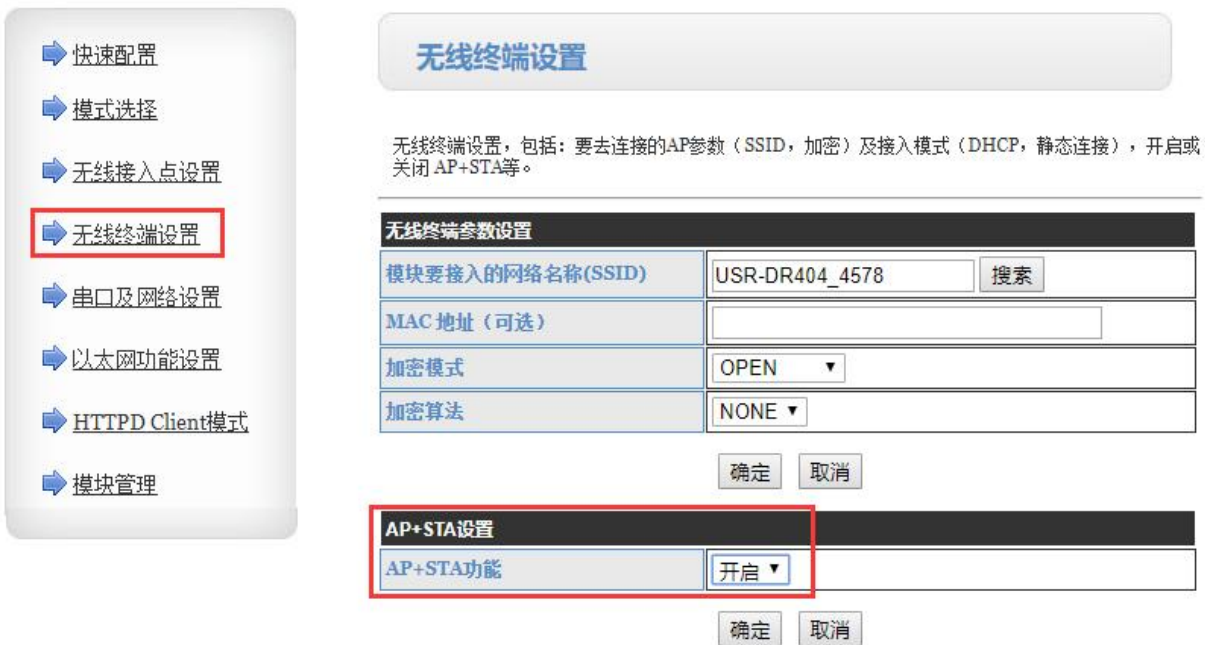 快速配置
模式选择
无线接入点设置
无线终端设置
串口及网络设置
以太网功能设置
HTTPD Client模式
模块管理
无线终端设置
无线终端设置，包括：要去连接的AP参数（SSID，加密）及接入模式（DHCP，静态连接），开启或
关闭 AP+STA等。
无线终端参数设置
模块要接入的网络名称(SSID) USR-DR404_4578 搜索
MAC 地址（可选）
加密模式 OPEN
加密算法 NONE
确定 取消
AP+STA设置
AP+STA功能 开启
确定 取消